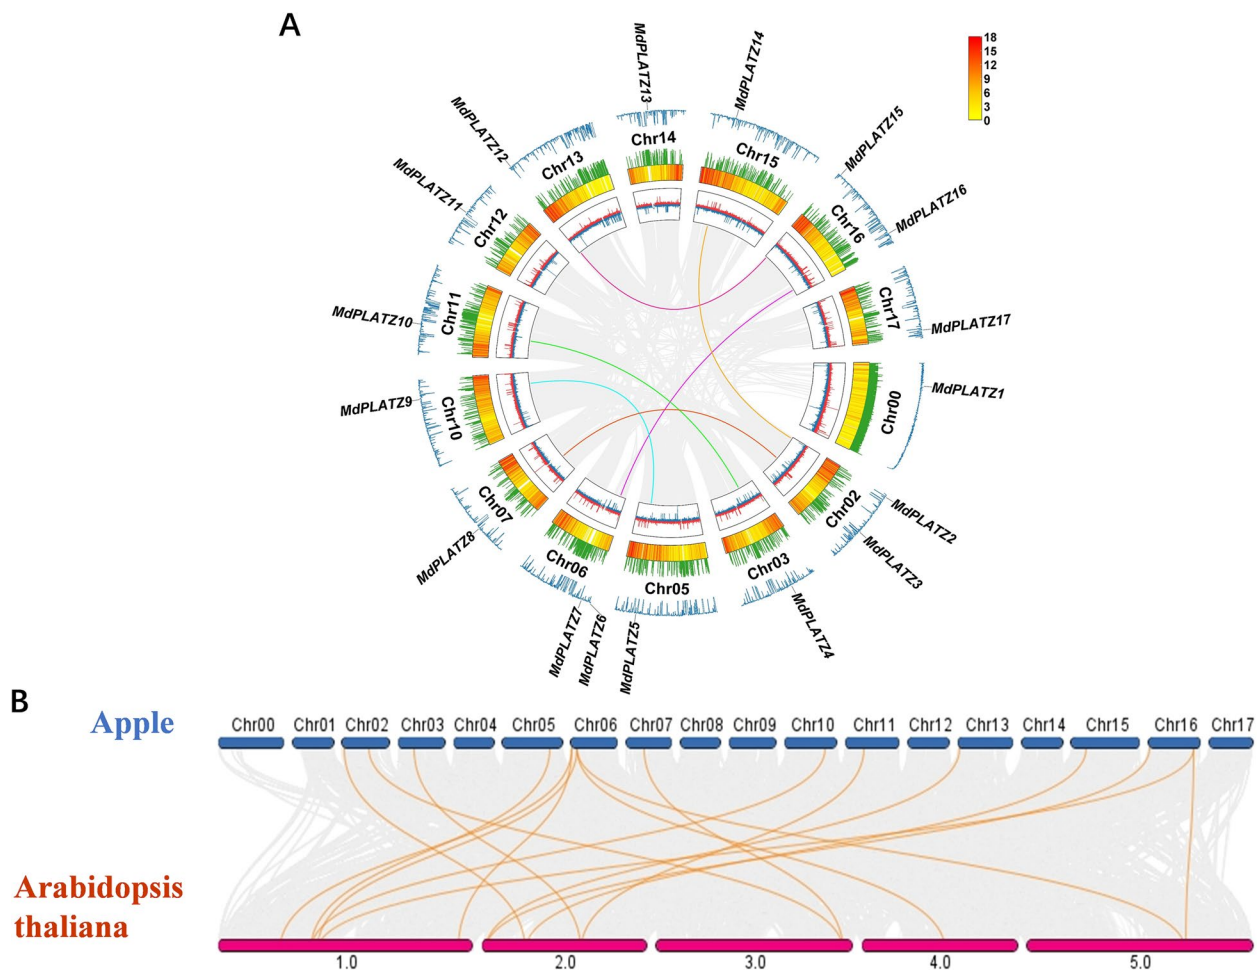 A
MdPLATZ13
MdPLATZ14
18
15
12
9
6
3
0
MdPLATZ12
MdPLATZ15
Chr14
Chr13
Chr15
MdPLATZ11
MdPLATZ16
Chr12
Chr16
MdPLATZ10
Chr11
Chr17
MdPLATZ17
MdPLATZ9
Chr10
Chr00
MdPLATZ1
Chr07
Chr02
MdPLATZ2
MdPLATZ8
Chr06
Chr05
Chr03
MdPLATZ3
MdPLATZ7
MdPLATZ6
MdPLATZ5
MdPLATZ4
B
Apple
Chr00 Chr01 Chr02 Chr03 Chr04 Chr05 Chr06 Chr07 Chr08 Chr09 Chr10 Chr11 Chr12 Chr13 Chr14 Chr15 Chr16 Chr17
Arabidopsis
thaliana
1.0 2.0 3.0 4.0 5.0